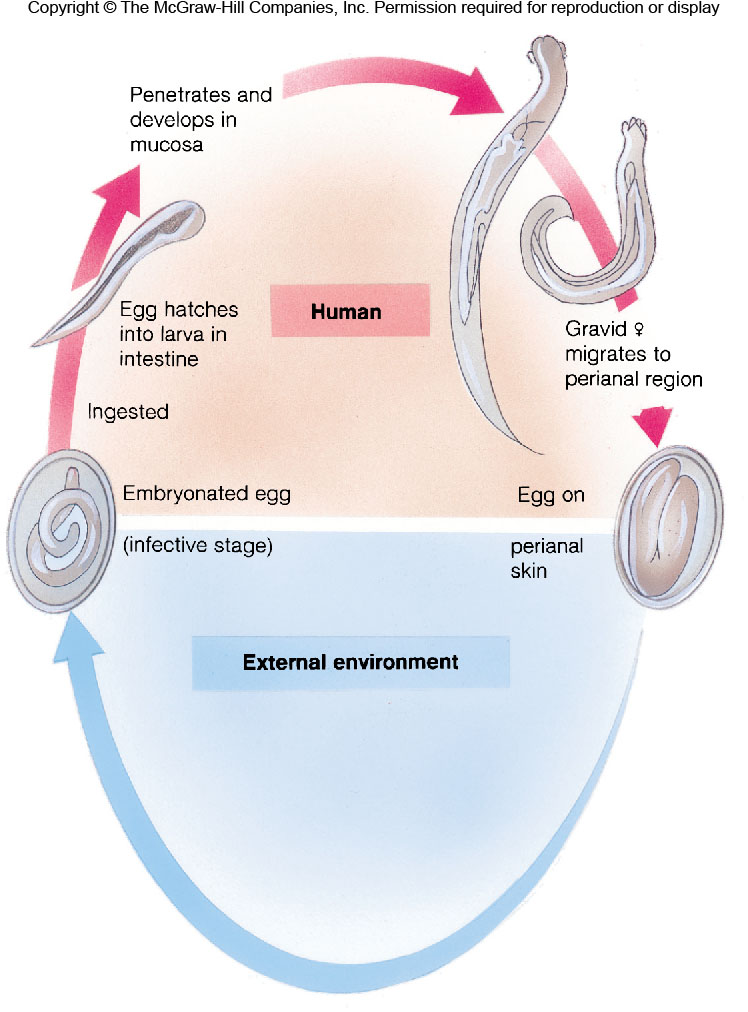 Copyright © The McGraw-Hill Companies, Inc. Permission required for reproduction or display
Penetrates and
develops in
mucosa
Egg hatches
into larva in
intestine
Human
Gravid ♀
migrates to
perianal region
Ingested
Embryonated egg
(infective stage)
Egg on
perianal
skin
External environment